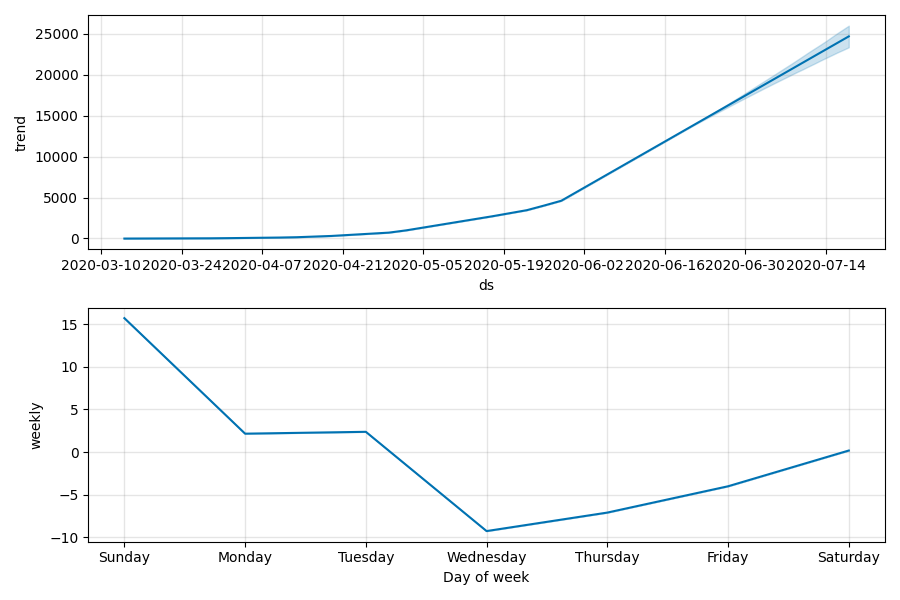 25000
20000
15000
10000
5000
0
trend
2020-03-10 2020-03-24 2020-04-07 2020-04-21 2020-05-05 2020-05-19 2020-06-02 2020-06-16 2020-06-30 2020-07-14
ds
15
10
5
0
−5
−10
weekly
Sunday Monday Tuesday Wednesday Thursday Friday Saturday
Day of week